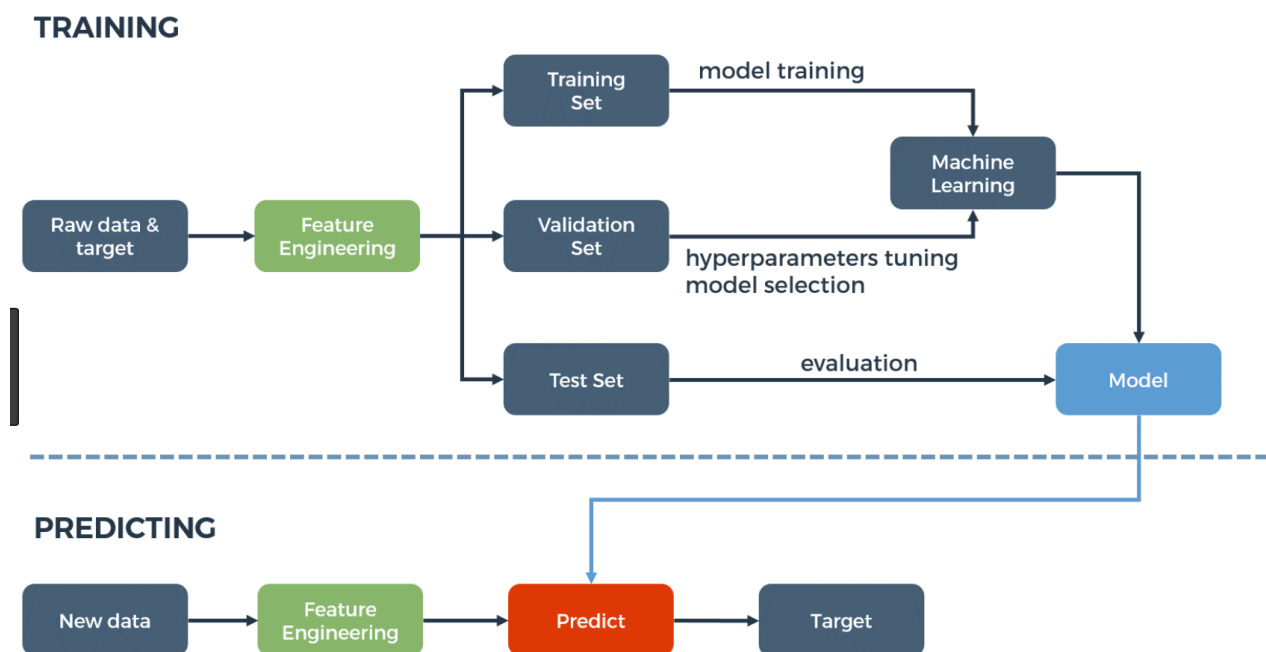 TRAINING
Training
Set
model training
Machine
Learning
Raw data &
target
Feature
Engineering
Validation
Set
hyperparameters tuning
model selection
Test Set
evaluation
Model
PREDICTING
New data
Feature
Engineering
Predict
Target